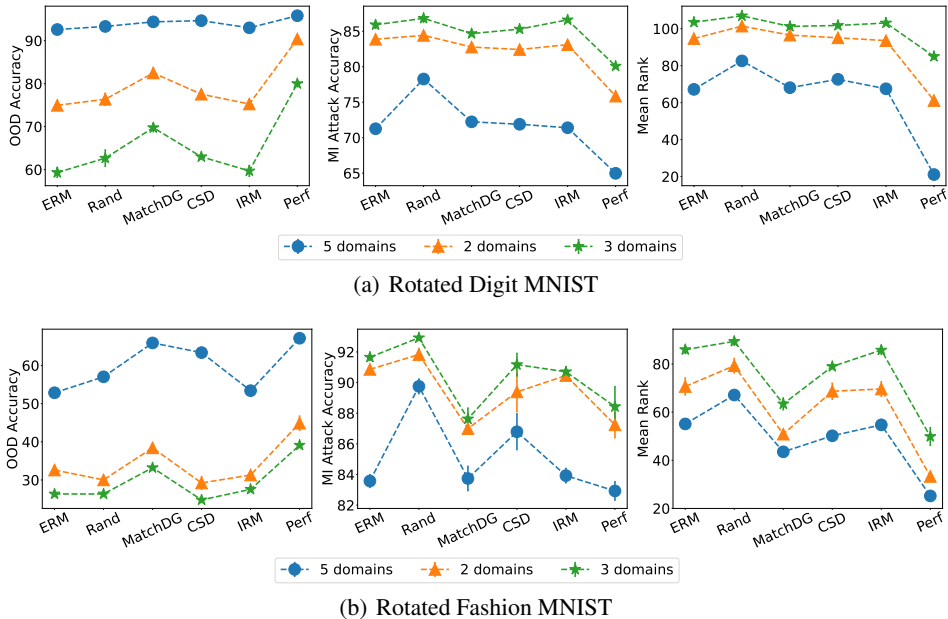 OOD Accuracy
90
80
70
60
ERM Rand MatchDG CSD IRM Perf
MI Attack Accuracy
85
80
75
70
65
ERM Rand MatchDG CSD IRM Perf
Mean Rank
100
80
60
40
20
ERM Rand MatchDG CSD IRM Perf
5 domains 2 domains 3 domains
(a) Rotated Digit MNIST
OOD Accuracy
60
50
40
30
ERM Rand MatchDG CSD IRM Perf
MI Attack Accuracy
92
90
88
86
84
82
ERM Rand MatchDG CSD IRM Perf
Mean Rank
80
60
40
20
ERM Rand MatchDG CSD IRM Perf
5 domains 2 domains 3 domains
(b) Rotated Fashion MNIST